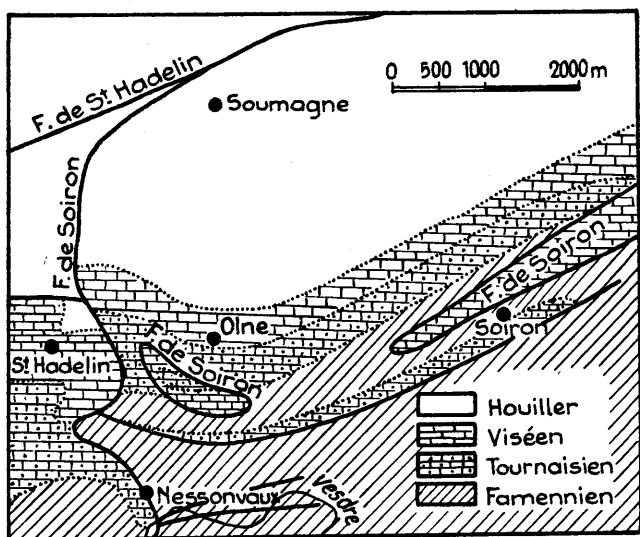 F. de St Hadelin
0 500 1200 2000 m
Soumagne
F. de Soiron
F. de Soiron
Olne
Soiron
St Hadelin
F. de Soiron
Houiller
Viséen
Tournaisien
Famennien
Nessonvaux
Vesdre